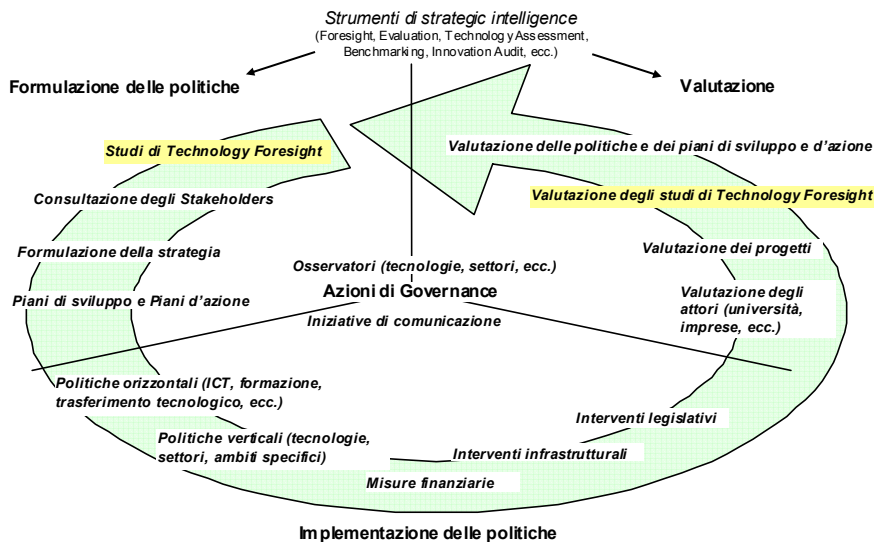 Strumenti di strategic intelligence
(Foresight, Evaluation, Technology Assessment,
Benchmarking, Innovation Audit, ecc.)
Formulazione delle politiche
Valutazione
Studi di Technology Foresight
Valutazione delle politiche e dei piani di sviluppo e d'azione
Consultazione degli Stakeholders
Valutazione degli studi di Technology Foresight
Formulazione della strategia
Valutazione dei progetti
Osservatori (tecnologie, settori, ecc.)
Azioni di Governance
Iniziative di comunicazione
Piani di sviluppo e Piani d'azione
Valutazione degli
attori (università,
imprese, ecc.)
Politiche orizzontali (ICT, formazione,
trasferimento tecnologico, ecc.)
Interventi legislativi
Politiche verticali (tecnologie,
settori, ambiti specifici)
Interventi infrastrutturali
Misure finanziarie
Implementazione delle politiche